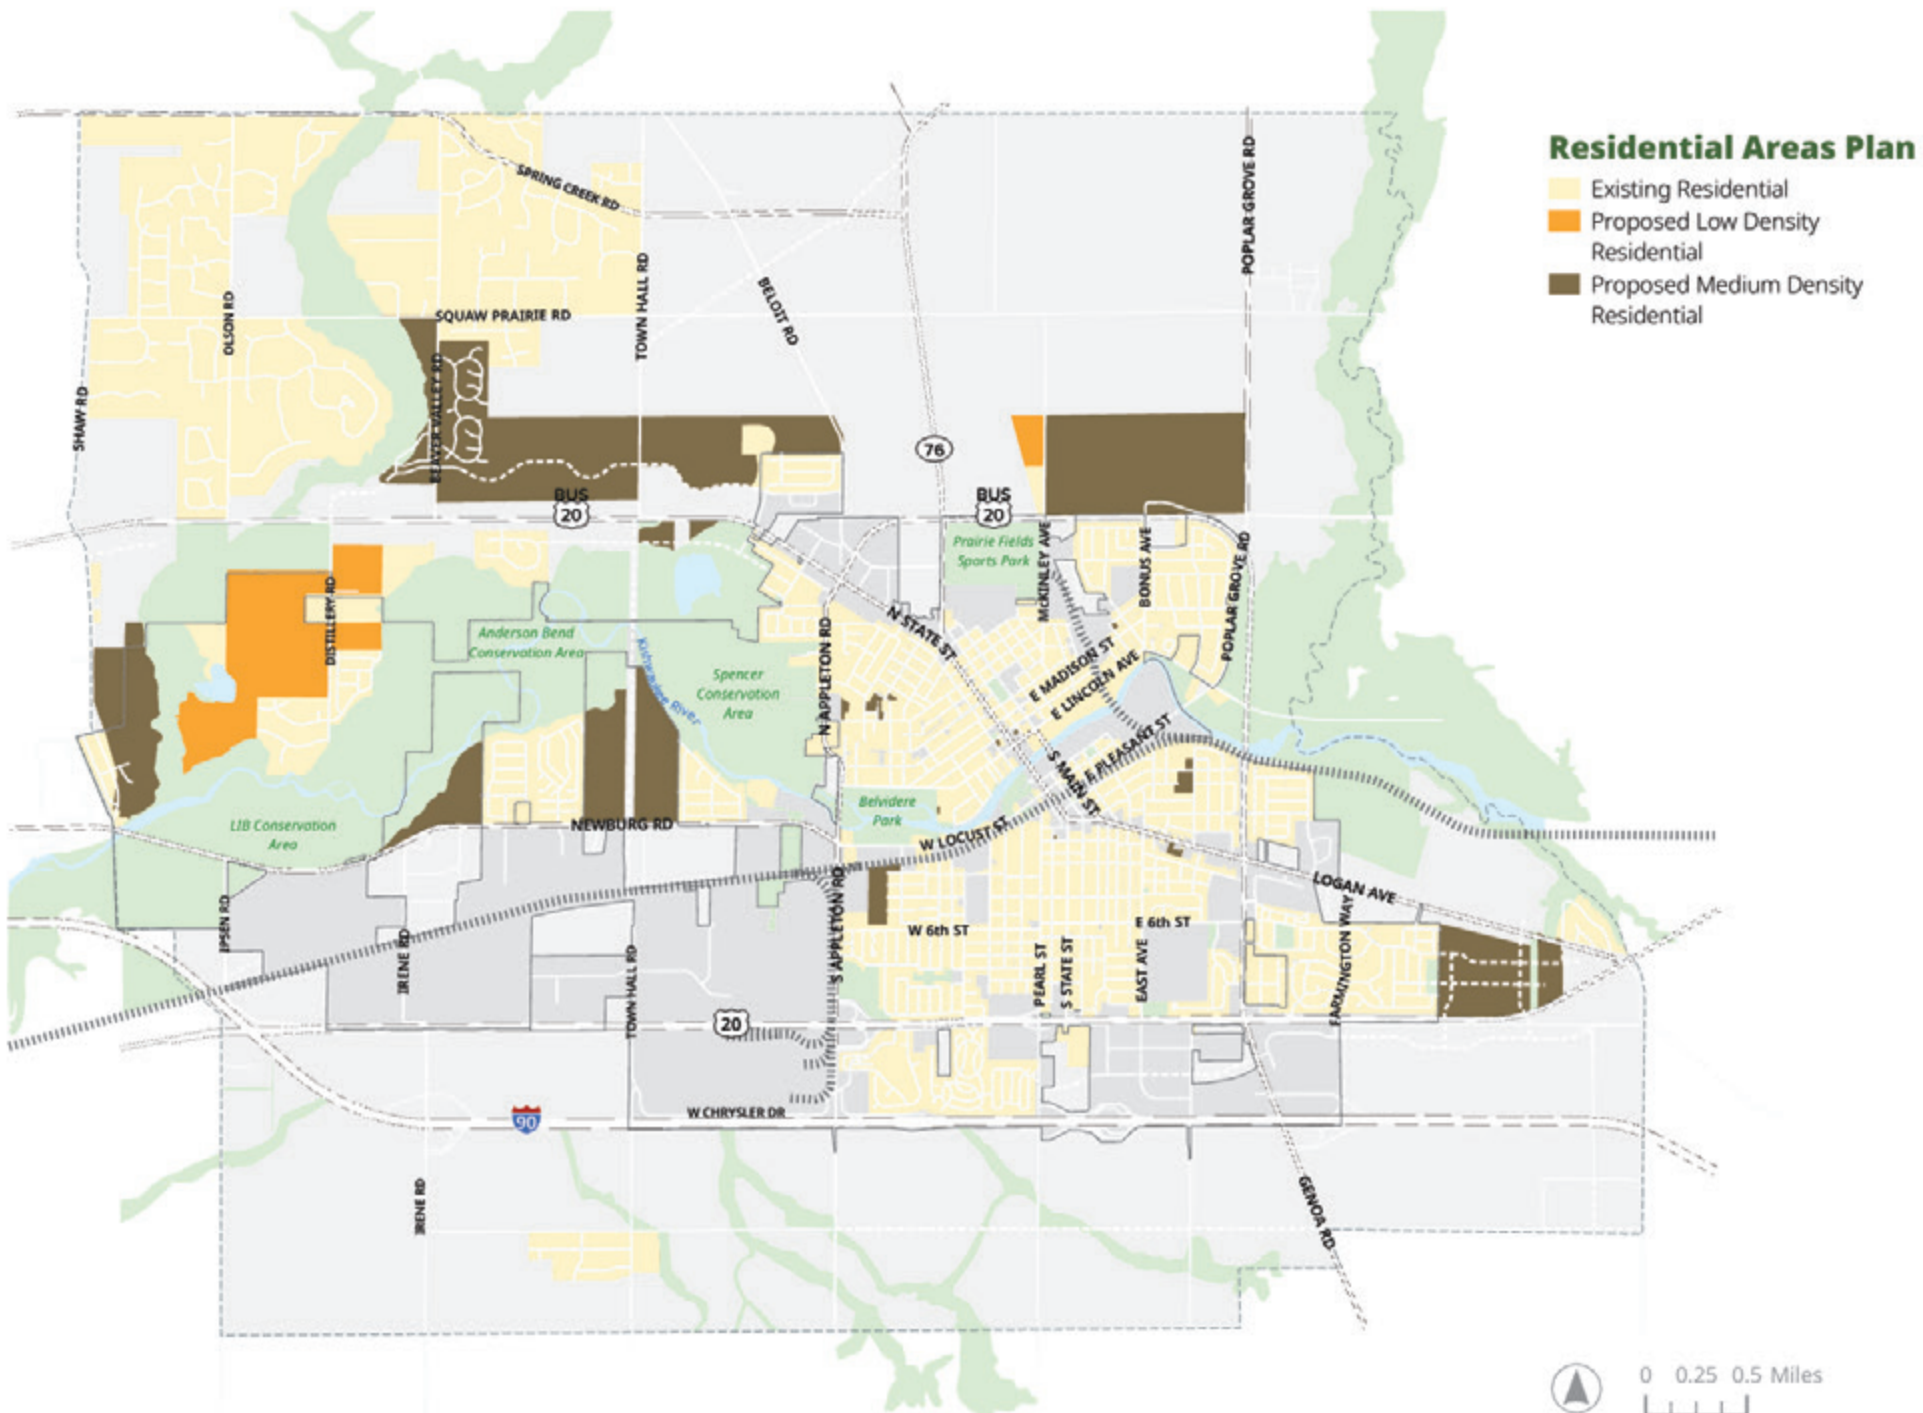 Residential Areas Plan
Existing Residential
Proposed Low Density
Residential
Proposed Medium Density
Residential
SPRING CREEK RD
POPLAR GROVE RD
OLSON RD
SQUAW PRAIRIE RD
TOWN HALL RD
BELOIT RD
SHAW RD
BEAVER VALLEY RD
76
BUS
20
BUS
20
Prairie Fields
Sports Park
McKINLEY AVE
BONUS AVE
POPLAR GROVE RD
DISTILLERY RD
Anderson Bend
Conservation Area
Kishwaukee River
Spencer
Conservation
Area
N APPLETON RD
N STATE ST
E MADISON ST
E LINCOLN AVE
S MAIN ST
E PLEASANT ST
LIB Conservation
Area
NEWBURG RD
Belvidere
Park
W LOCUST ST
LOGAN AVE
IPSEN RD
IRENE RD
TOWN HALL RD
S APPLETON RD
W 6th ST
E 6th ST
PEARL ST
S STATE ST
EAST AVE
FARMINGTON WAY
20
90
W CHRYSLER DR
IRENE RD
GENOA RD
0 0.25 0.5 Miles